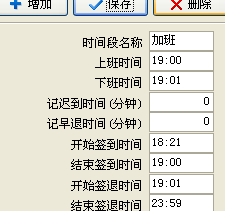 增加 保存 删除
时间段名称 加班
上班时间 19:00
下班时间 19:01
记迟到时间(分钟) 0
记早退时间(分钟) 0
开始签到时间 18:21
结束签到时间 19:00
开始签退时间 19:01
结束签退时间 23:59